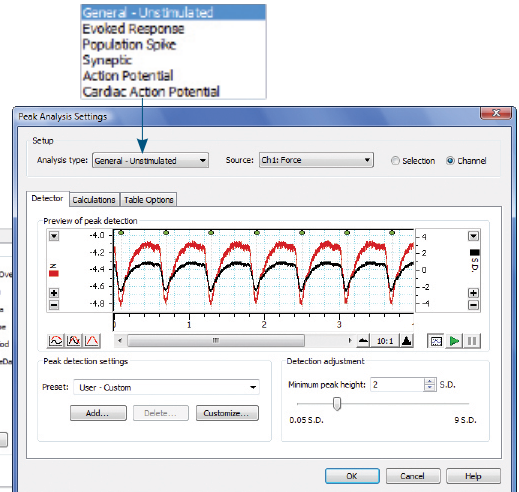 General - Unstimulated
Evoked Response
Population Spike
Synaptic
Action Potential
Cardiac Action Potential
Peak Analysis Settings
Setup
Analysis type: General - Unstimulated Source: Ch1: Force Selection Channel
Detector Calculations Table Options
Preview of peak detection
-4.0 4
-4.2 2
-4.4 0
-4.6 -2
-4.8 -4
N S.D.
0 1 2 3
10:1
Peak detection settings Detection adjustment
Preset: User - Custom Minimum peak height: 2 S.D.
Add... Delete... Customize...
0.05 S.D. 9 S.D.
OK Cancel Help